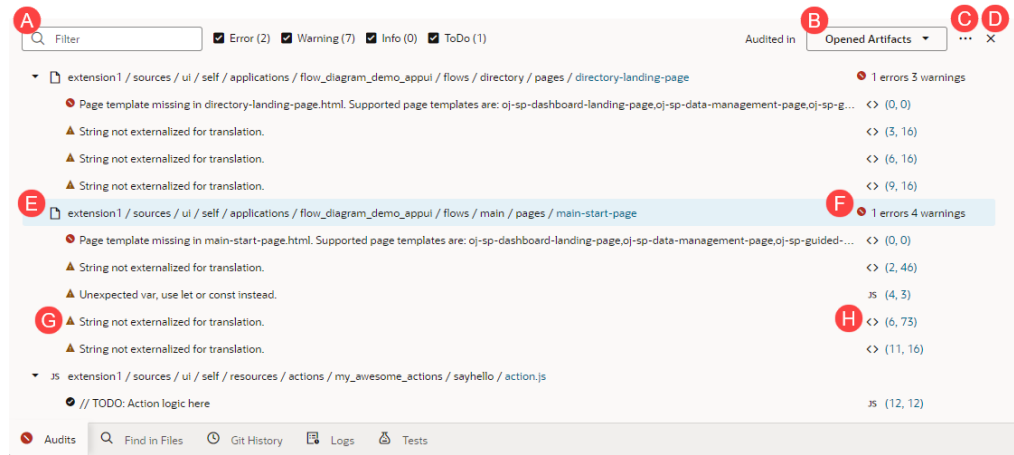 A B C D
Filter Error (2) Warning (7) Info (0) ToDo (1) Audited in Opened Artifacts ··· ×
extension1 / sources / ui / self / applications / flow_diagram_demo_appui / flows / directory / pages / directory-landing-page 1 errors 3 warnings
Page template missing in directory-landing-page.html. Supported page templates are: oj-sp-dashboard-landing-page,oj-sp-data-management-page,oj-sp-g... <> (0, 0)
String not externalized for translation. <> (3, 16)
String not externalized for translation. <> (6, 16)
String not externalized for translation. <> (9, 16)
E extension1 / sources / ui / self / applications / flow_diagram_demo_appui / flows / main / pages / main-start-page F 1 errors 4 warnings
Page template missing in main-start-page.html. Supported page templates are: oj-sp-dashboard-landing-page,oj-sp-data-management-page,oj-sp-guided-... <> (0, 0)
String not externalized for translation. <> (2, 46)
Unexpected var, use let or const instead. JS (4, 3)
G String not externalized for translation. H <> (6, 73)
String not externalized for translation. <> (11, 16)
JS extension1 / sources / ui / self / resources / actions / my_awesome_actions / sayhello / action.js
// TODO: Action logic here JS (12, 12)
Audits Find in Files Git History Logs Tests